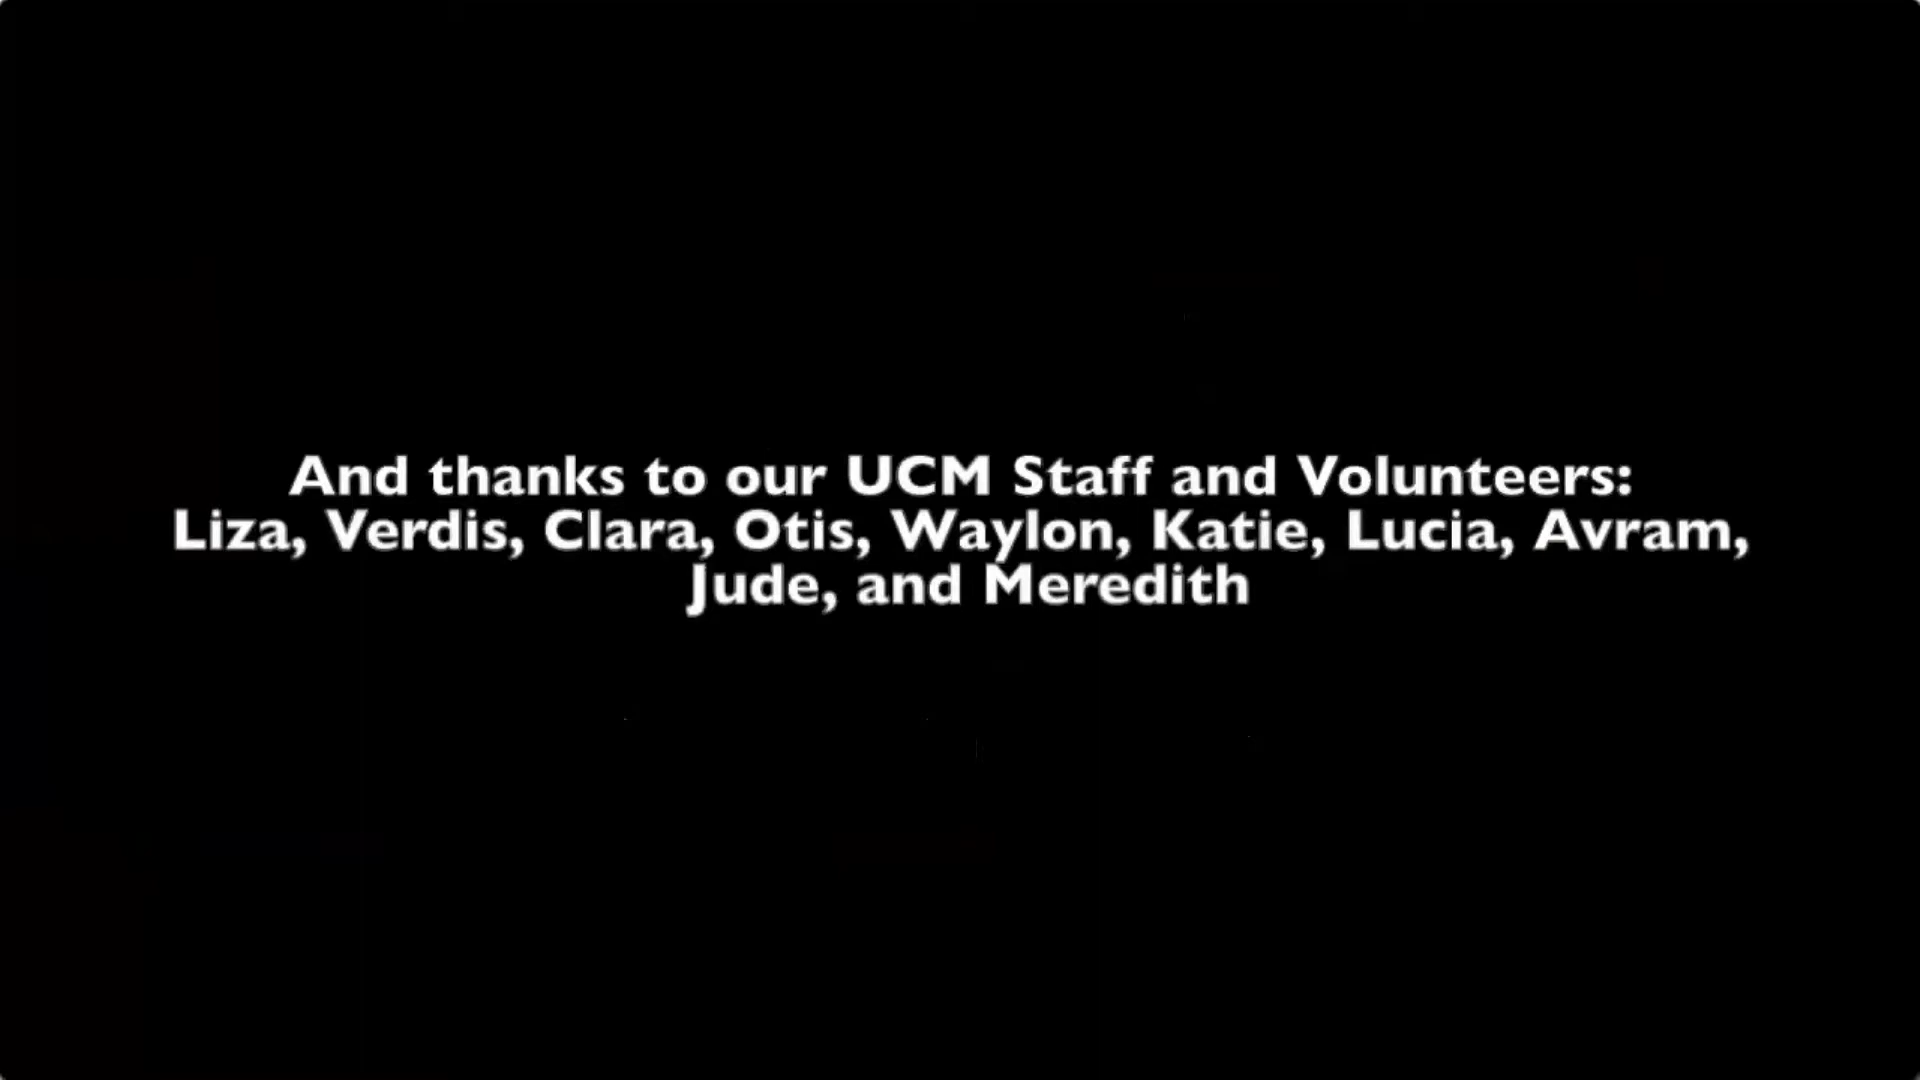 And thanks to our UCM Staff and Volunteers:
Liza, Verdis, Clara, Otis, Waylon, Katie, Lucia, Avram,
Jude, and Meredith